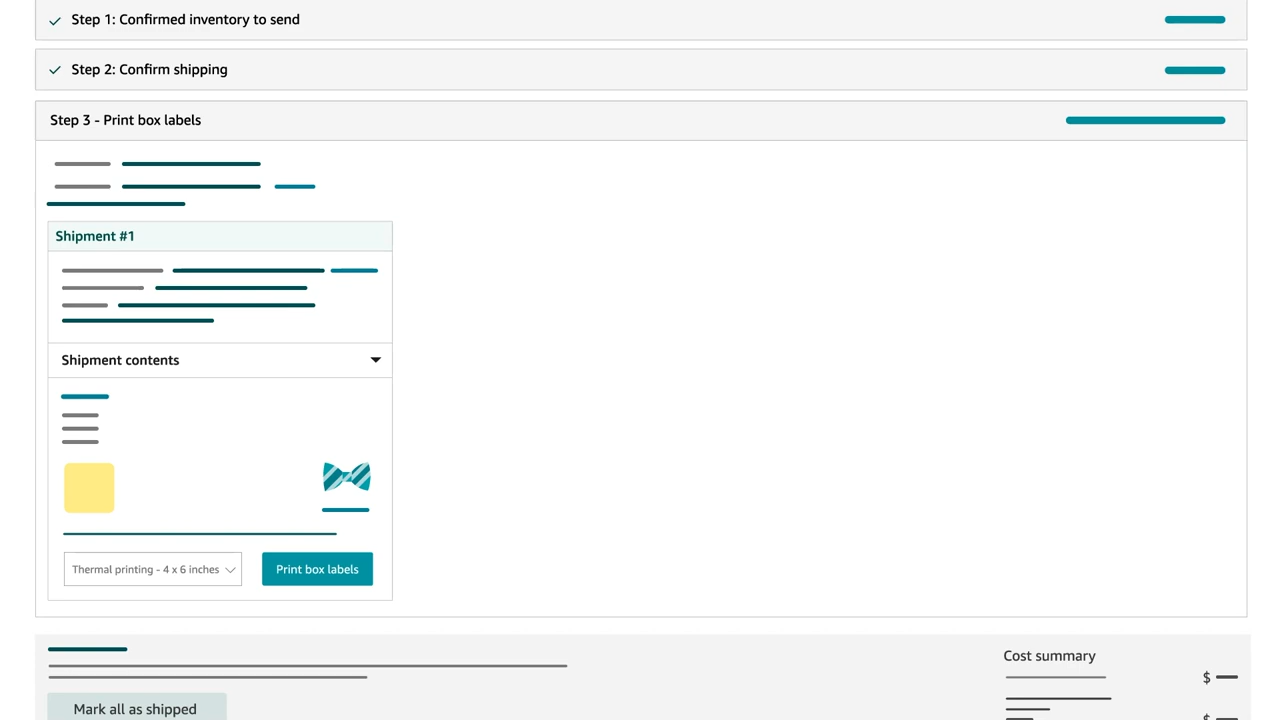 Step 1: Confirmed inventory to send
Step 2: Confirm shipping
Step 3 - Print box labels
Shipment #1
Shipment contents
Thermal printing - 4 x 6 inches
Print box labels
Cost summary
$
Mark all as shipped
$